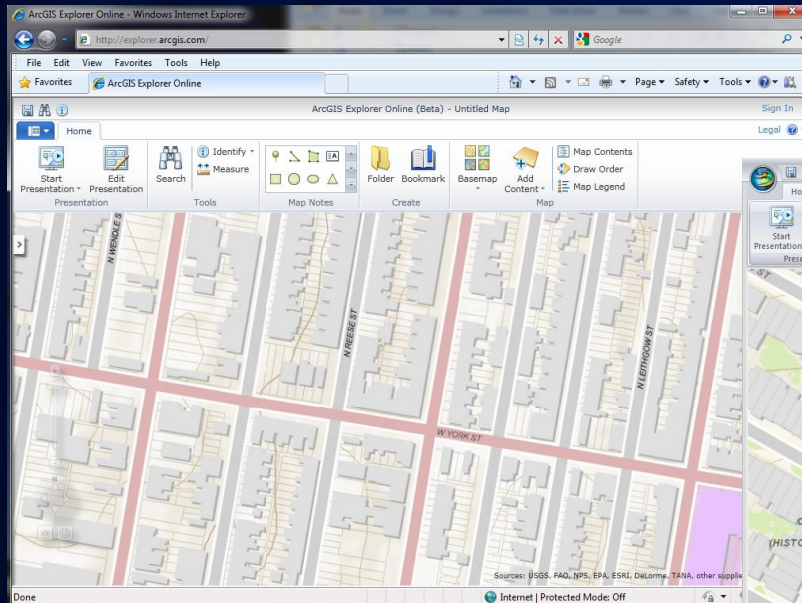 ArcGIS Explorer Online - Windows Internet Explorer
http://explorer.arcgis.com/
Google
File Edit View Favorites Tools Help
Favorites
ArcGIS Explorer Online
Page Safety Tools
ArcGIS Explorer Online (Beta) - Untitled Map
Sign In
Home
Legal
Start Edit
Presentation Presentation
Search
Identify
Measure
Folder Bookmark
Basemap
Add
Content
Map Contents
Draw Order
Map Legend
Presentation
Tools
Map Notes
Create
Map
Start
Presentation
N WENDLE S
N REESE ST
N LEITHGOW ST
W YORK ST
ST
XY
(HISTO
Sources: USGS, FAO, NPS, EPA, ESRI, DeLorme, TANA, other supplie
Done
Internet | Protected Mode: Off